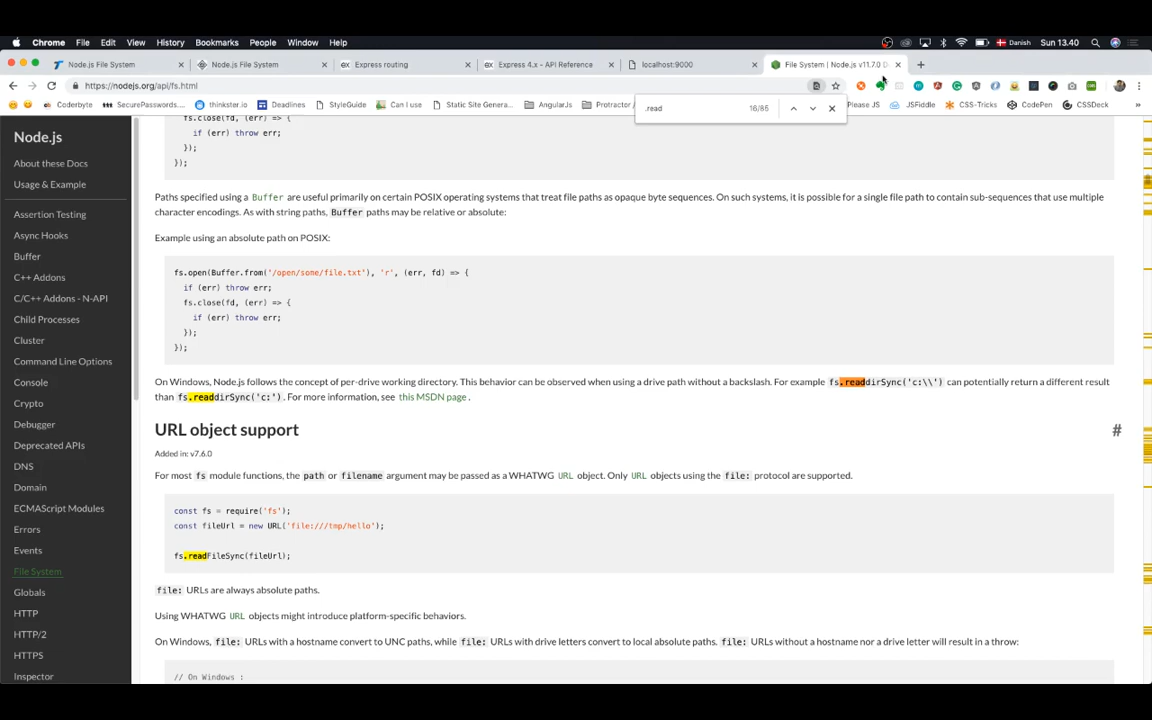 Chrome File Edit View History Bookmarks People Window Help Danish Sun 13.40
Node.js File System Node.js File System Express routing Express 4.x - API Reference localhost:9000 File System | Node.js v11.7.0 D
https://nodejs.org/api/fs.html
Coderbyte SecurePasswords. thinkster.io Deadlines StyleGuide C - Tutorial Static Site Genera... AngularJs Protractor Please JS JSFiddle CSS-Tricks CodePen CSSDeck
.read 16/86
Node.js
About these Docs
Usage & Example
Assertion Testing
Async Hooks
Buffer
C++ Addons
C/C++ Addons - N-API
Child Processes
Cluster
Command Line Options
Console
Crypto
Debugger
Deprecated APIs
DNS
Domain
ECMAScript Modules
Errors
Events
File System
Globals
HTTP
HTTP/2
HTTPS
Inspector
fs.close(fd, (err) => {
if (err) throw err;
});
});
Paths specified using a Buffer are useful primarily on certain POSIX operating systems that treat file paths as opaque byte sequences. On such systems, it is possible for a single file path to contain sub-sequences that use multiple
character encodings. As with string paths, Buffer paths may be relative or absolute:
Example using an absolute path on POSIX:
fs.open(Buffer.from('/open/some/file.txt'), 'r', (err, fd) => {
if (err) throw err;
fs.close(fd, (err) => {
if (err) throw err;
});
});
On Windows, Node.js follows the concept of per-drive working directory. This behavior can be observed when using a drive path without a backslash. For example fs.readdirSync('c:\\') can potentially return a different result
than fs.readdirSync('c:'). For more information, see this MSDN page.
URL object support #
Added in: v7.6.0
For most fs module functions, the path or filename argument may be passed as a WHATWG URL object. Only URL objects using the file: protocol are supported.
const fs = require('fs');
const fileUrl = new URL('file:///tmp/hello');
fs.readFileSync(fileUrl);
file: URLs are always absolute paths.
Using WHATWG URL objects might introduce platform-specific behaviors.
On Windows, file: URLs with a hostname convert to UNC paths, while file: URLs with drive letters convert to local absolute paths. file: URLs without a hostname nor a drive letter will result in a throw:
// On Windows :